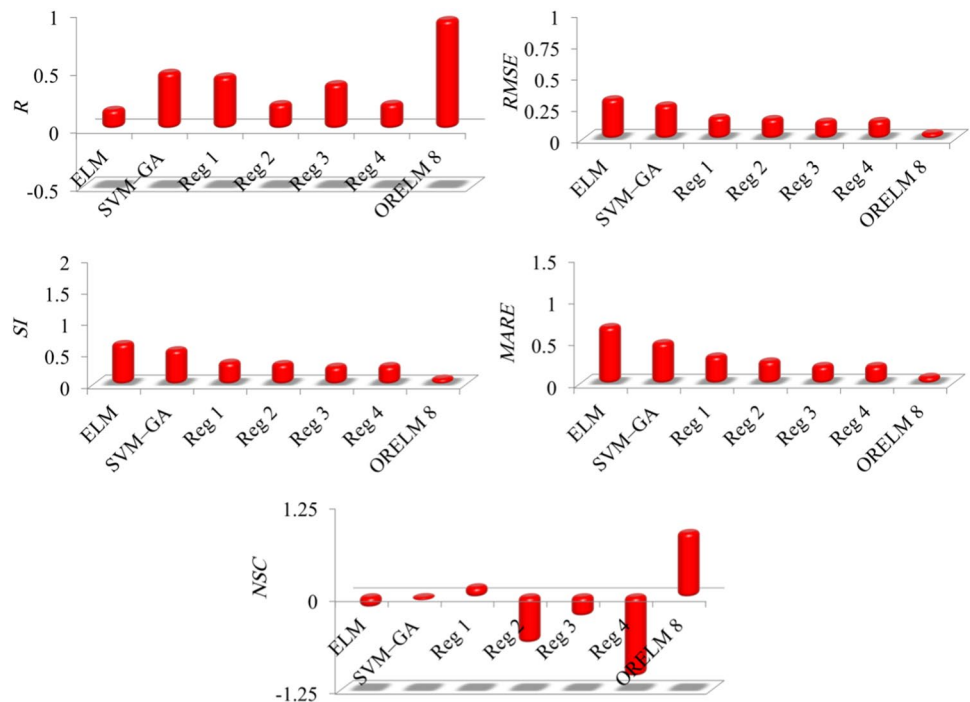 R
1
0.5
0
-0.5
ELM
SVM–GA
Reg 1
Reg 2
Reg 3
Reg 4
ORELM 8
RMSE
1
0.75
0.5
0.25
0
ELM
SVM–GA
Reg 1
Reg 2
Reg 3
Reg 4
ORELM 8
SI
2
1.5
1
0.5
0
ELM
SVM–GA
Reg 1
Reg 2
Reg 3
Reg 4
ORELM 8
MARE
1.5
1
0.5
0
ELM
SVM–GA
Reg 1
Reg 2
Reg 3
Reg 4
ORELM 8
NSC
1.25
0
-1.25
ELM
SVM–GA
Reg 1
Reg 2
Reg 3
Reg 4
ORELM 8